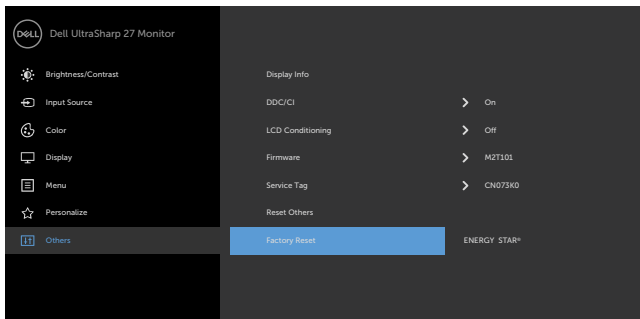 DELL Dell UltraSharp 27 Monitor
Brightness/Contrast
Input Source
Color
Display
Menu
Personalize
Others
Display Info
DDC/CI On
LCD Conditioning Off
Firmware M2T101
Service Tag CN073K0
Reset Others
Factory Reset ENERGY STAR®